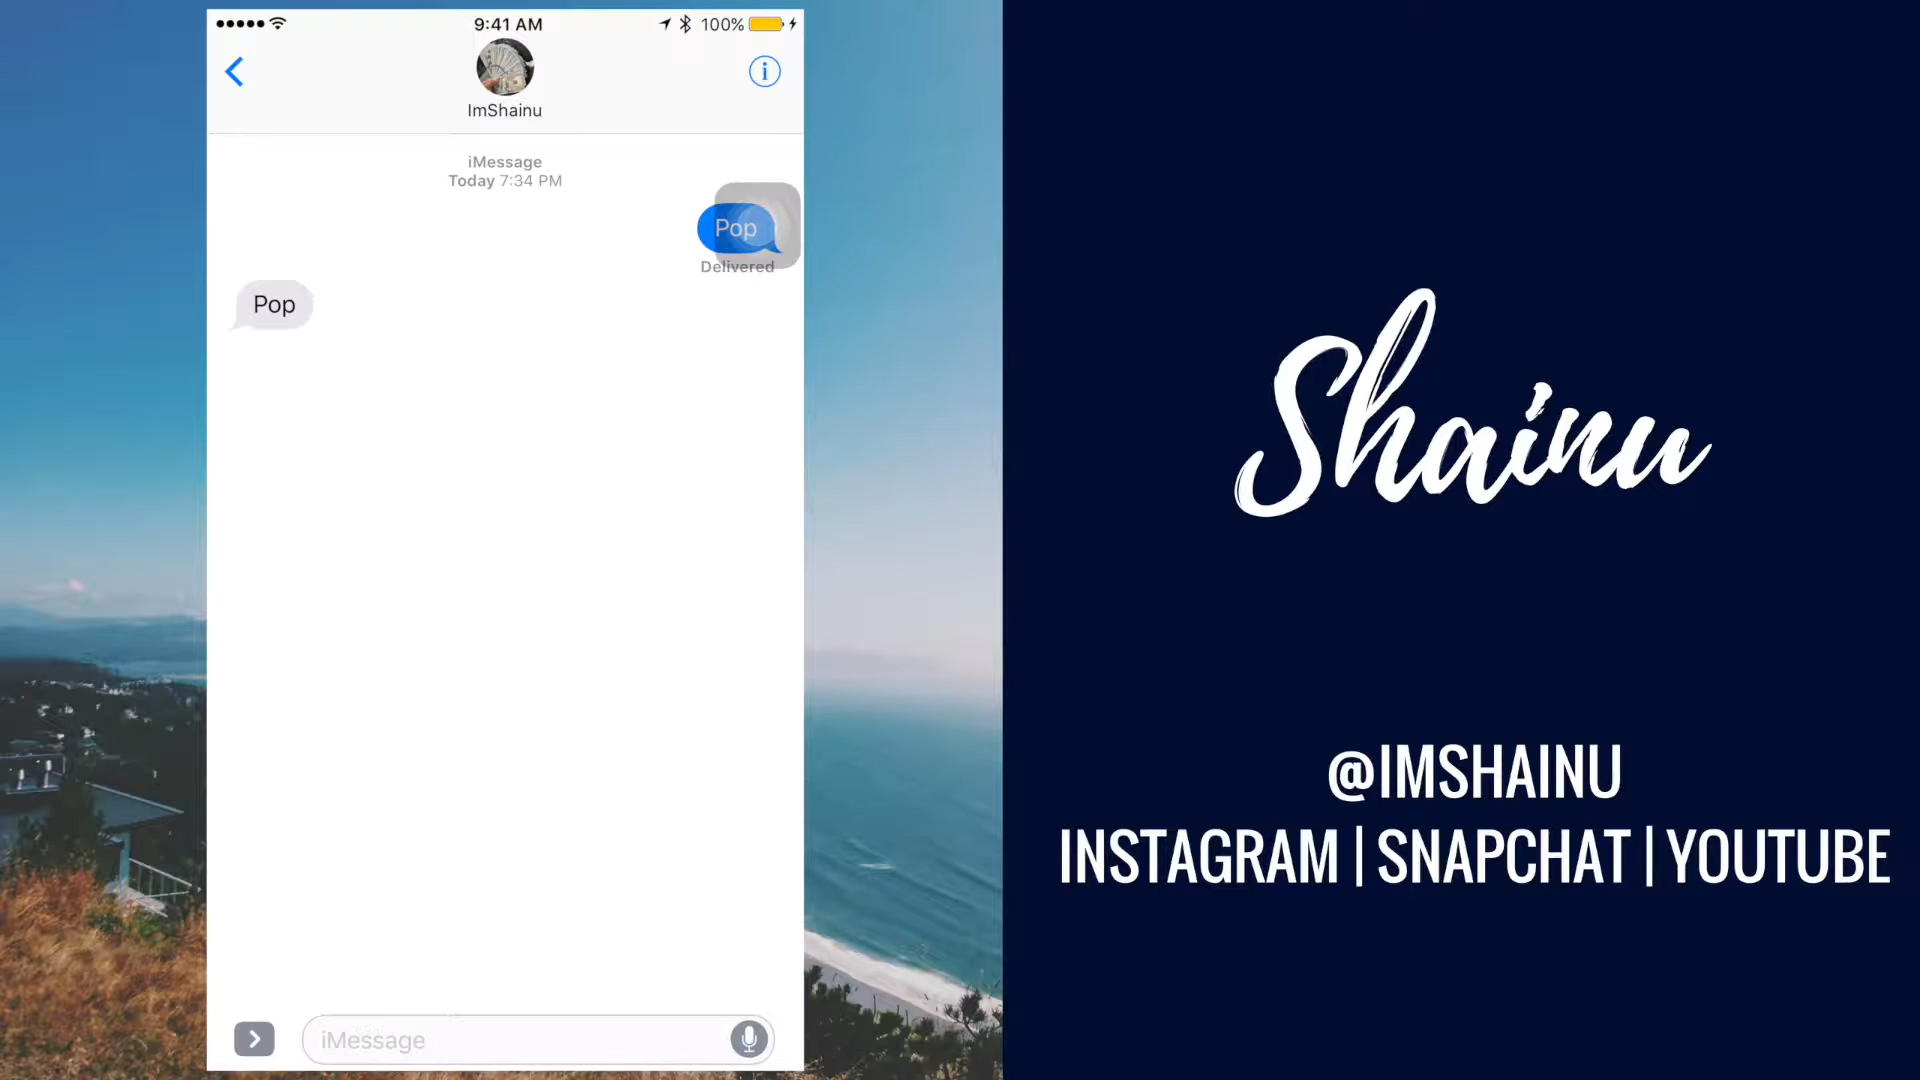 9:41 AM
100%
ImShainu
iMessage
Today 7:34 PM
Pop
Delivered
Pop
iMessage
Shainu
@IMSHAINU
INSTAGRAM | SNAPCHAT | YOUTUBE